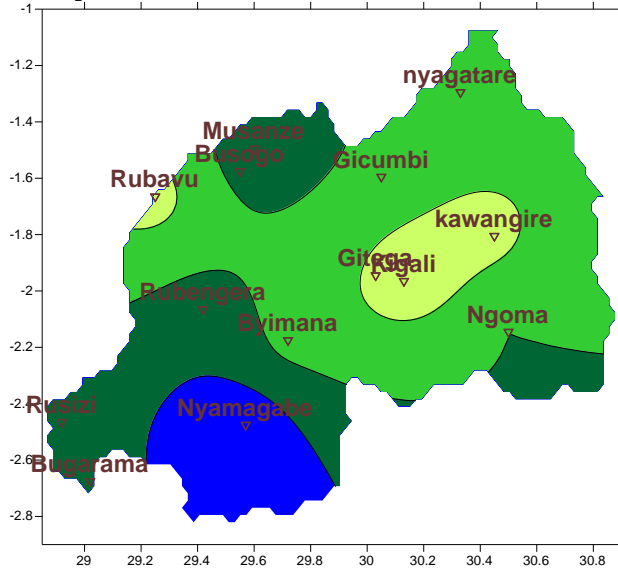 -1
-1.2
nyagatare
-1.4
Musanze
Busogo
Gicumbi
-1.6
Rubavu
-1.8
kawangire
Gitega
Kigali
-2
Rubengera
Byimana
Ngoma
-2.2
-2.4
Rusizi
Nyamagabe
-2.6
Bugarama
-2.8
29 29.2 29.4 29.6 29.8 30 30.2 30.4 30.6 30.8